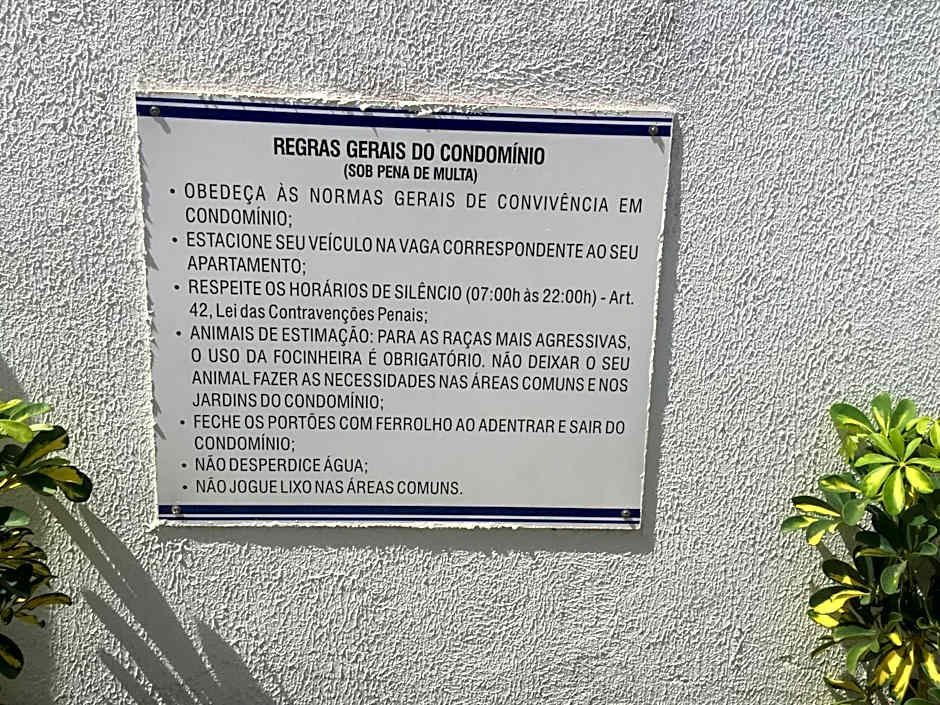 REGRAS GERAIS DO CONDOMÍNIO
(SOB PENA DE MULTA)
• OBEDEÇA ÀS NORMAS GERAIS DE CONVIVÊNCIA EM
CONDOMÍNIO;
• ESTACIONE SEU VEÍCULO NA VAGA CORRESPONDENTE AO SEU
APARTAMENTO;
• RESPEITE OS HORÁRIOS DE SILÊNCIO (07:00h às 22:00h) - Art.
42, Lei das Contravenções Penais;
• ANIMAIS DE ESTIMAÇÃO: PARA AS RAÇAS MAIS AGRESSIVAS,
O USO DA FOCINHEIRA É OBRIGATÓRIO. NÃO DEIXAR O SEU
ANIMAL FAZER AS NECESSIDADES NAS ÁREAS COMUNS E NOS
JARDINS DO CONDOMÍNIO;
• FECHE OS PORTÕES COM FERROLHO AO ADENTRAR E SAIR DO
CONDOMÍNIO;
• NÃO DESPERDICE ÁGUA;
• NÃO JOGUE LIXO NAS ÁREAS COMUNS.